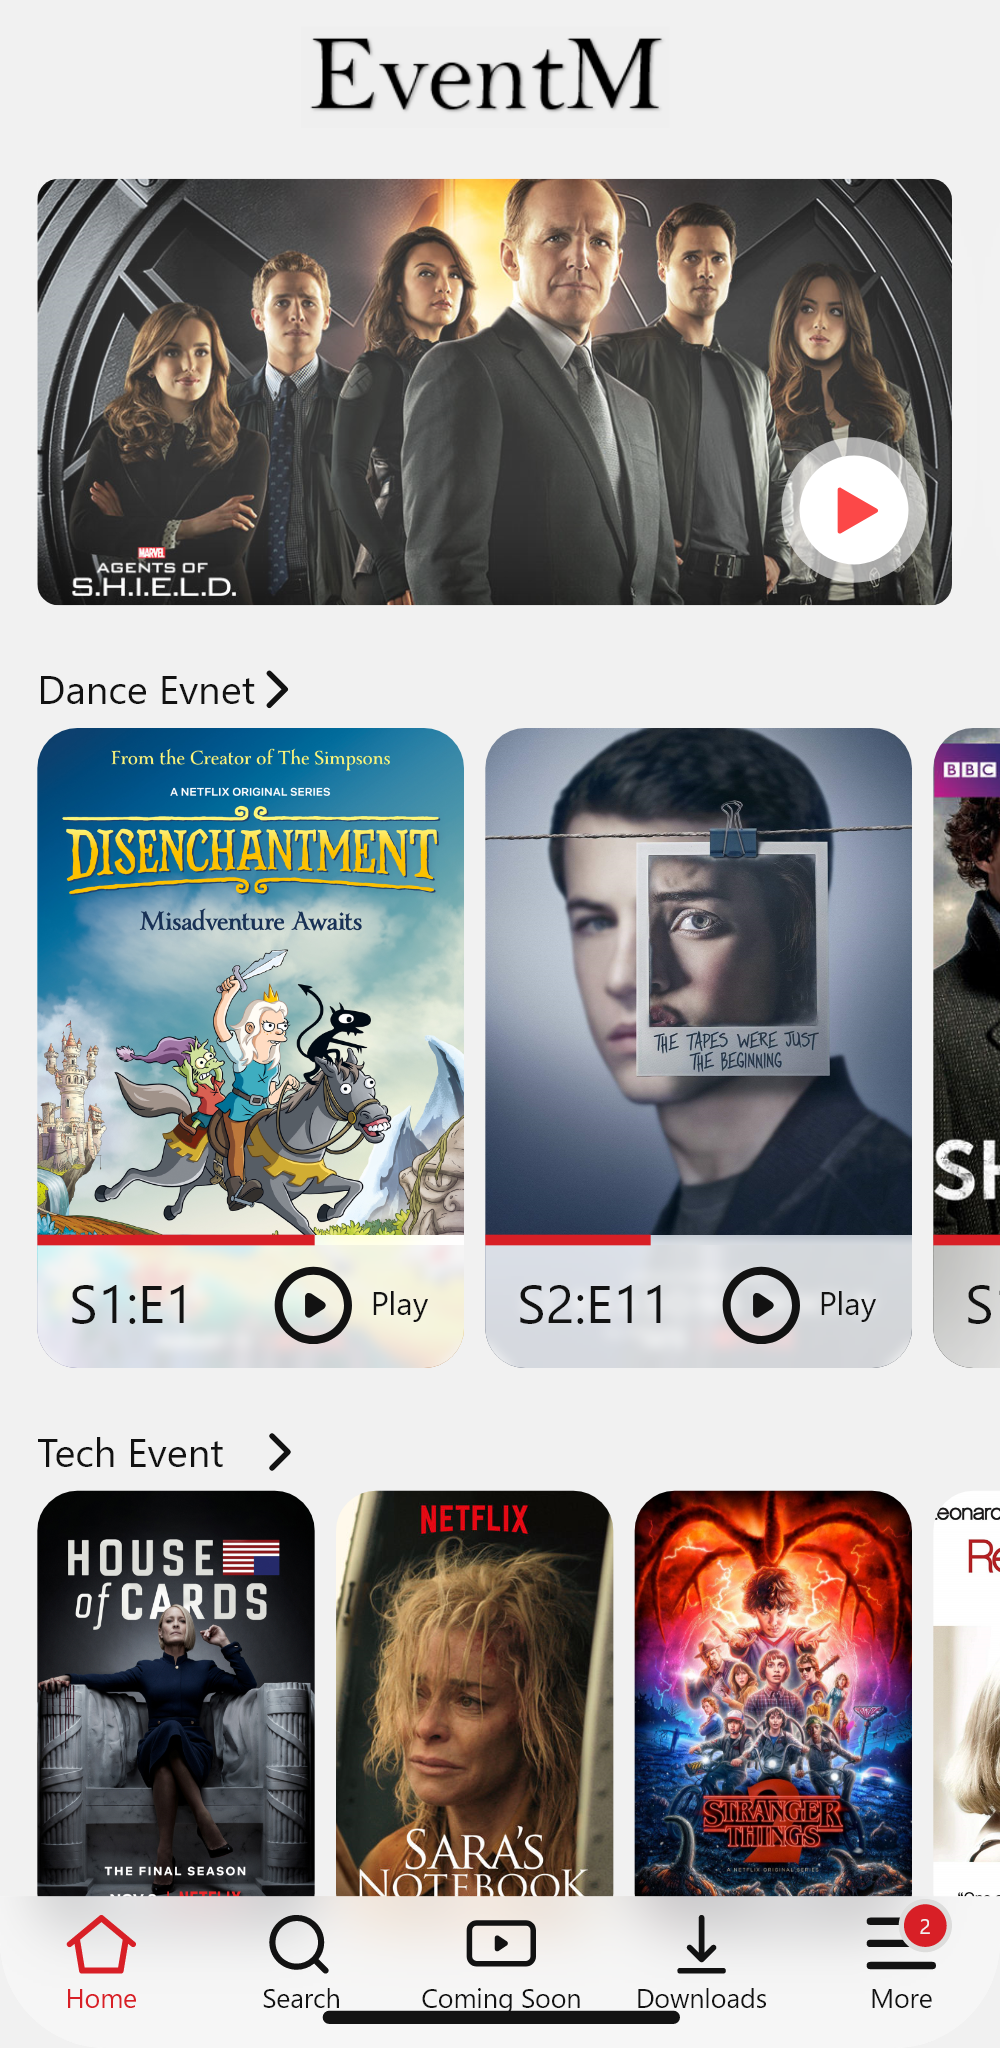 EventM
MARVEL
AGENTS OF
S.H.I.E.L.D.
Dance Evnet
From the Creator of The Simpsons
A NETFLIX ORIGINAL SERIES
DISENCHANTMENT
Misadventure Awaits
THE TAPES WERE JUST
THE BEGINNING
BBC
SH
S1:E1
Play
S2:E11
Play
S
Tech Event
HOUSE
of CARDS
THE FINAL SEASON
NETFLIX
NETFLIX
SARA'S
NOTEBOOK
STRANGER
THINGS
2
A NETFLIX ORIGINAL SERIES
eonar
Re
2
Home
Search
Coming Soon
Downloads
More